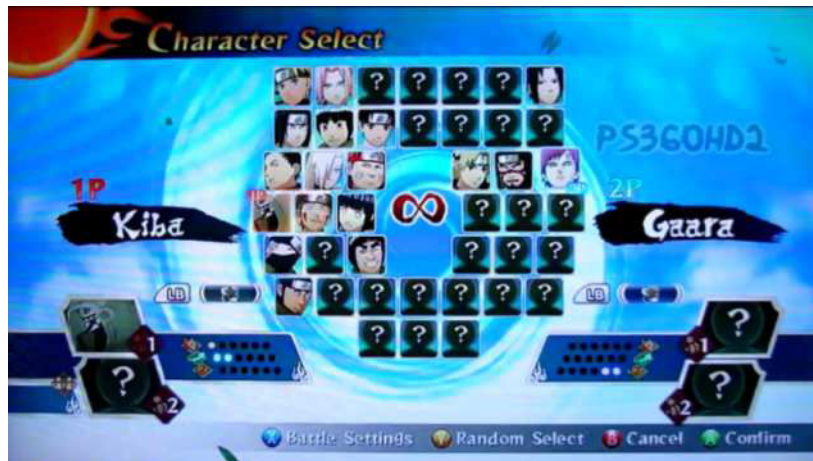 Character Select
PS360HD2
1P
2P
Kiba
Gaara
LB
LB
1
1
2
2
X Battle Settings Y Random Select B Cancel A Confirm